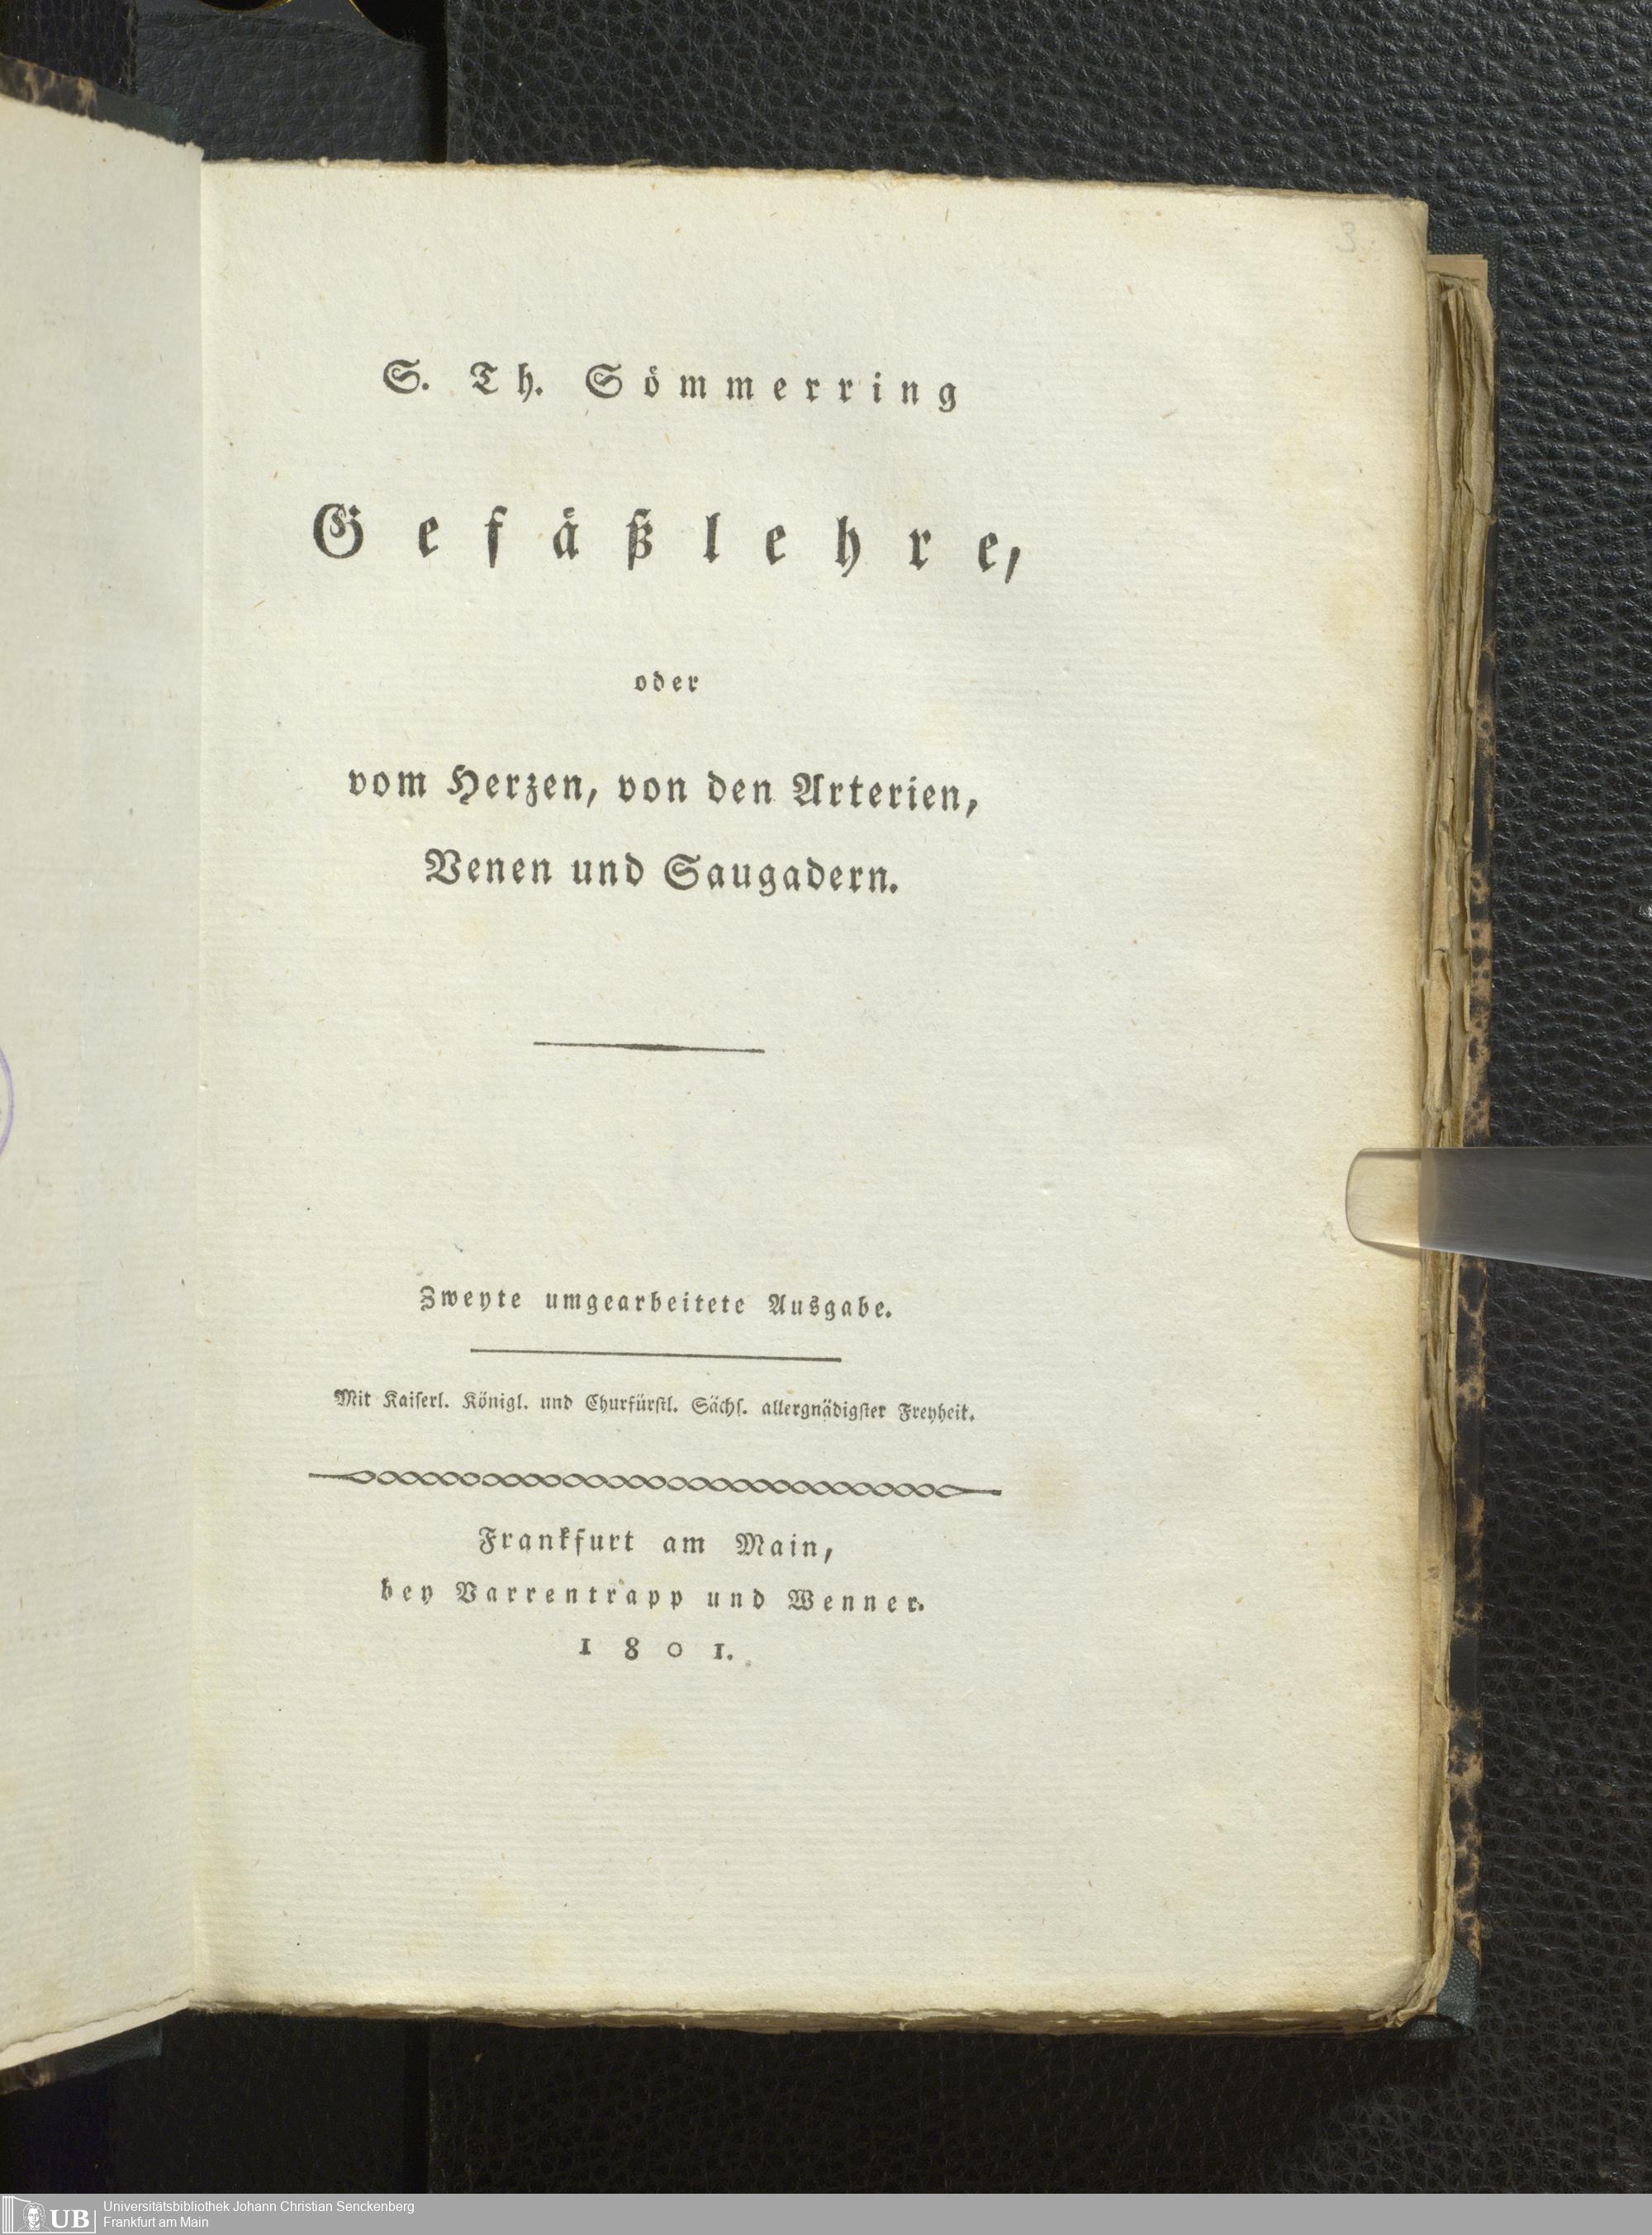 3
S. Th. Sömmerring
Gefäßlehre,
oder
vom Herzen, von den Arterien,
Venen und Saugadern.
Zweyte umgearbeitete Ausgabe.
Mit Kaiſerl. Königl. und Churfürſtl. Sächſ. allergnädigſter Freyheit.
Frankfurt am Main,
bey Varrentrapp und Wenner.
1801.
UB
Universitätsbibliothek Johann Christian Senckenberg
Frankfurt am Main